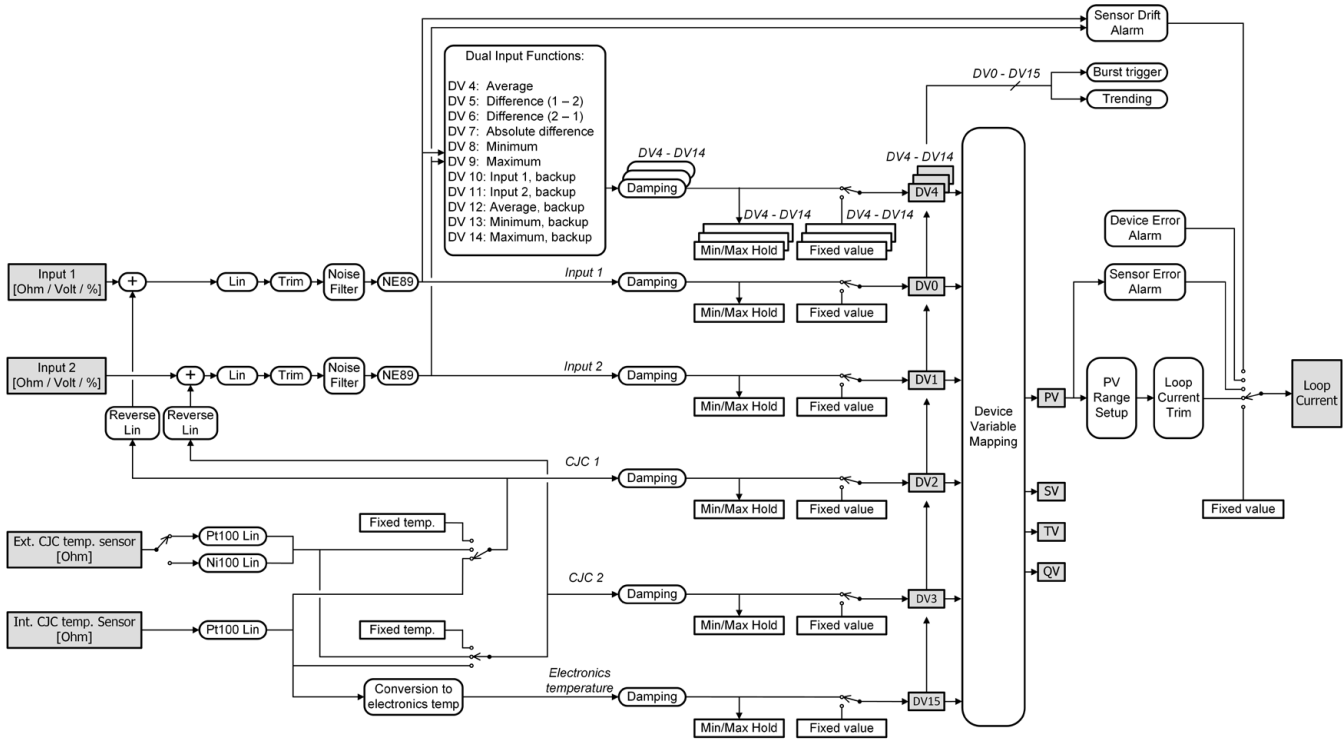 Sensor Drift
Alarm
Dual Input Functions:
DV 4: Average
DV 5: Difference (1 – 2)
DV 6: Difference (2 – 1)
DV 7: Absolute difference
DV 8: Minimum
DV 9: Maximum
DV 10: Input 1, backup
DV 11: Input 2, backup
DV 12: Average, backup
DV 13: Minimum, backup
DV 14: Maximum, backup
DV0 - DV15
Burst trigger
Trending
DV4 - DV14
Damping
DV4 - DV14
DV4
DV4 - DV14
Min/Max Hold
DV4 - DV14
Fixed value
Device Error
Alarm
Sensor Error
Alarm
Input 1
[Ohm / Volt / %]
+
Lin
Trim
Noise
Filter
NE89
Input 1
Damping
Min/Max Hold
Fixed value
DV0
Input 2
[Ohm / Volt / %]
+
Lin
Trim
Noise
Filter
NE89
Input 2
Damping
Min/Max Hold
Fixed value
DV1
Reverse
Lin
Reverse
Lin
Device
Variable
Mapping
PV
PV
Range
Setup
Loop
Current
Trim
Loop
Current
Fixed value
SV
TV
QV
CJC 1
Damping
Min/Max Hold
Fixed value
DV2
Ext. CJC temp. sensor
[Ohm]
Pt100 Lin
Ni100 Lin
Fixed temp.
CJC 2
Damping
Min/Max Hold
Fixed value
DV3
Int. CJC temp. Sensor
[Ohm]
Pt100 Lin
Fixed temp.
Conversion to
electronics temp
Electronics
temperature
Damping
Min/Max Hold
Fixed value
DV15